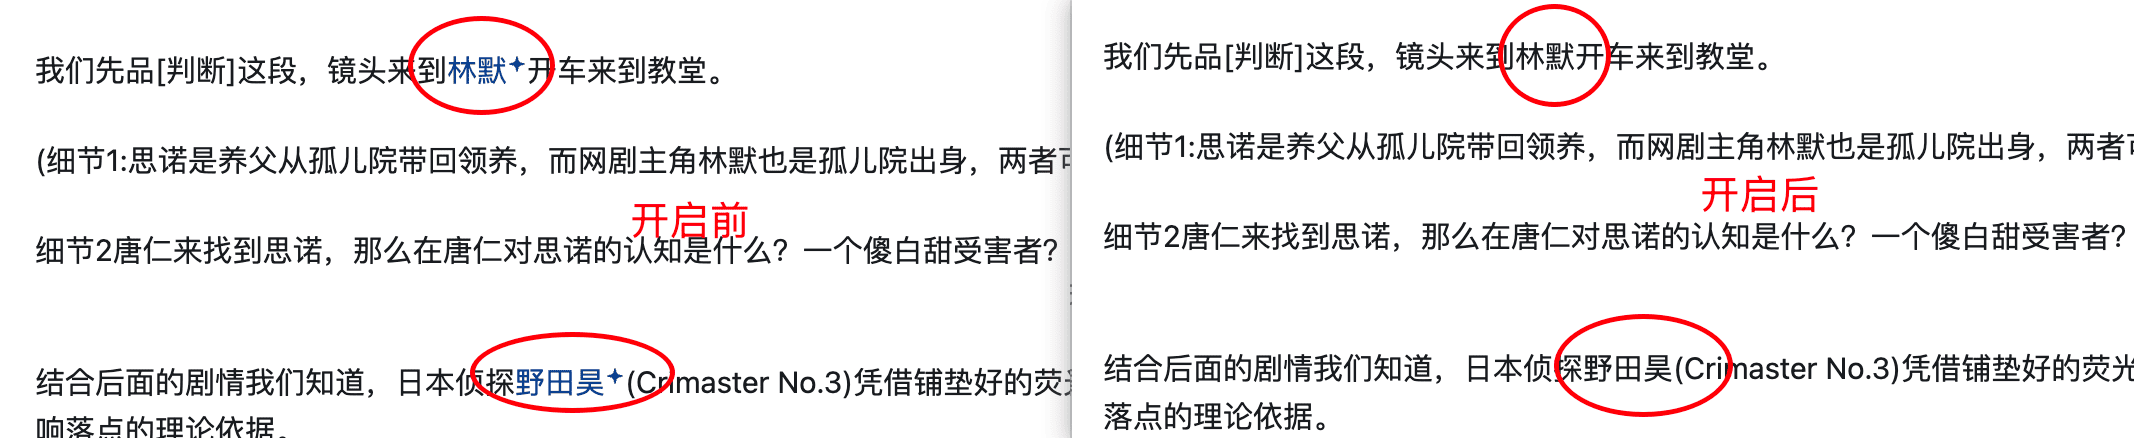 我们先品[判断]这段，镜头来到林默开车来到教堂。
(细节1:思诺是养父从孤儿院带回领养，而网剧主角林默也是孤儿院出身，两者
开启前
细节2唐仁来找到思诺，那么在唐仁对思诺的认知是什么？一个傻白甜受害者？
结合后面的剧情我们知道，日本侦探野田昊(Crimaster No.3)凭借铺垫好的荧
响落点的理论依据。
我们先品[判断]这段，镜头来到林默开车来到教堂。
(细节1:思诺是养父从孤儿院带回领养，而网剧主角林默也是孤儿院出身，两者
开启后
细节2唐仁来找到思诺，那么在唐仁对思诺的认知是什么？一个傻白甜受害者？
结合后面的剧情我们知道，日本侦探野田昊(Crimaster No.3)凭借铺垫好的荧光
落点的理论依据。